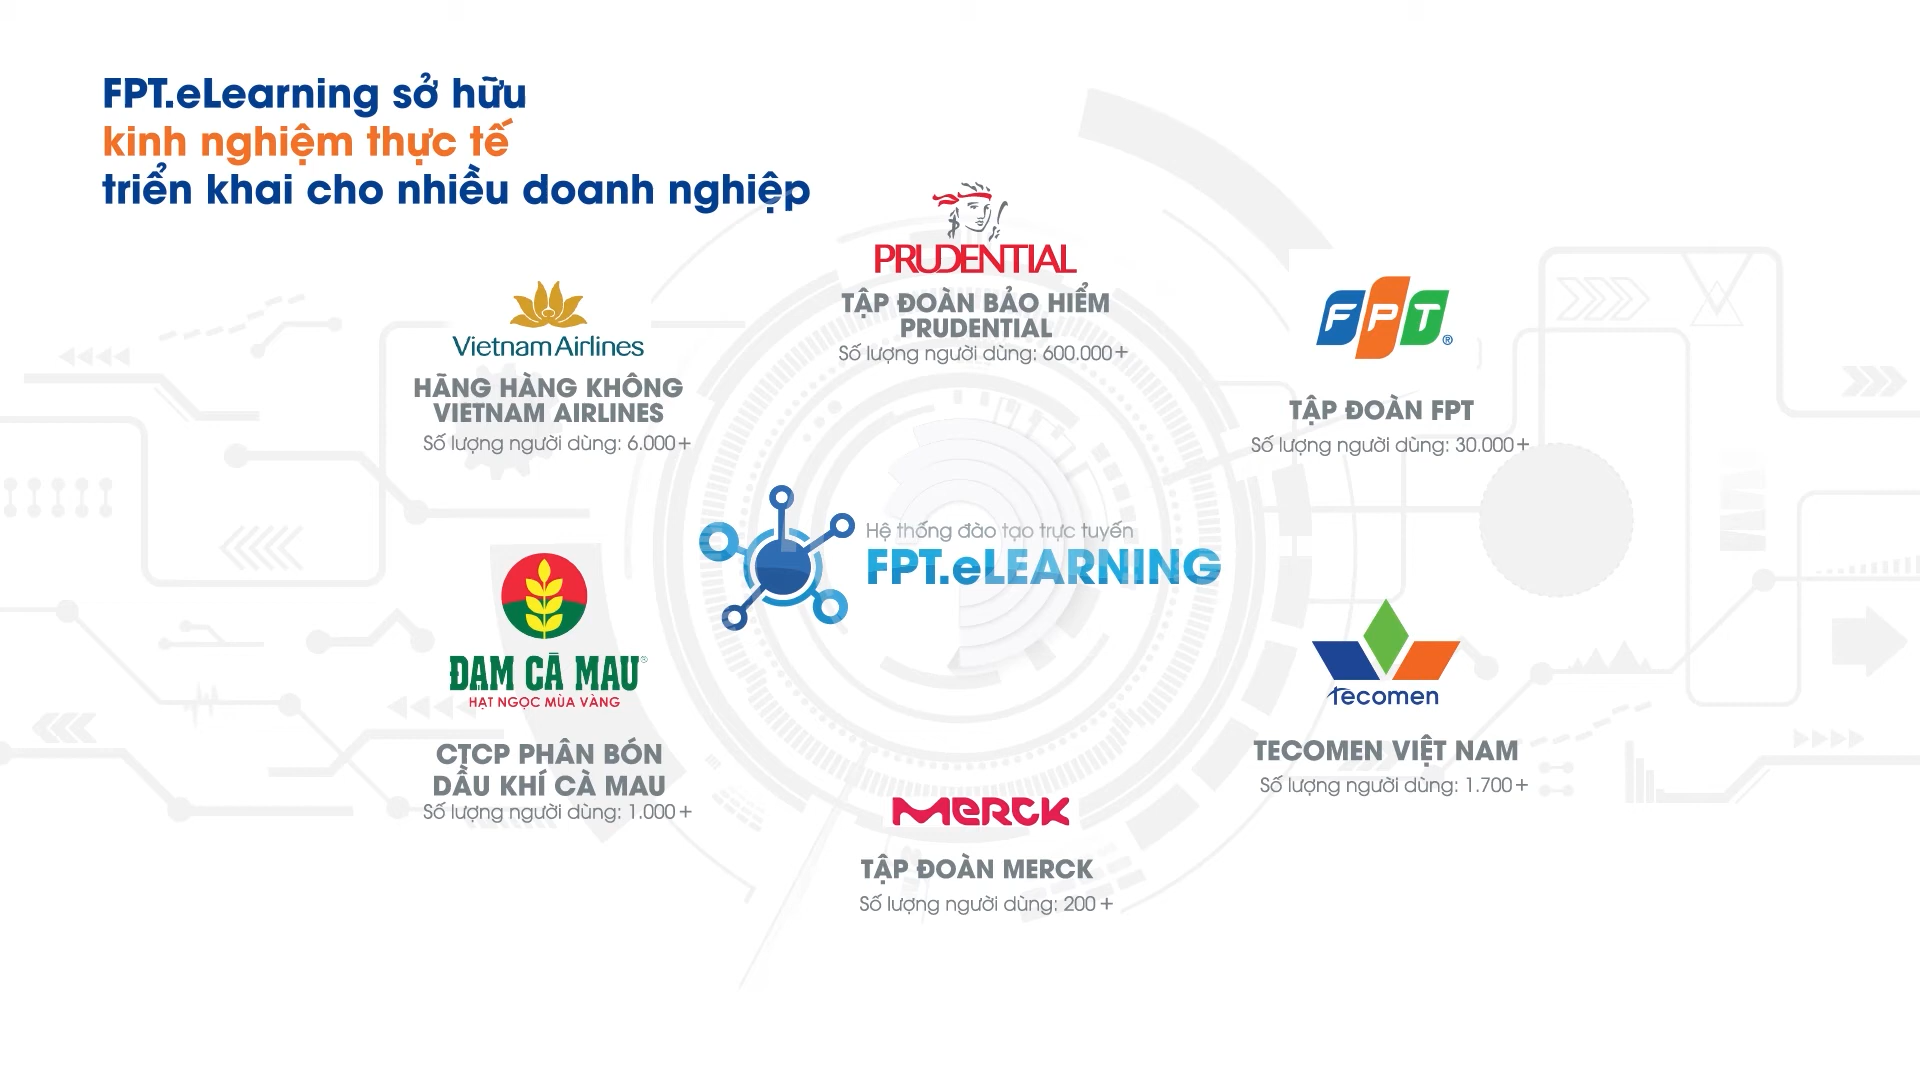 FPT.eLearning sở hữu
kinh nghiệm thực tế
triển khai cho nhiều doanh nghiệp
PRUDENTIAL
TẬP ĐOÀN BẢO HIỂM
PRUDENTIAL
Số lượng người dùng: 600.000+
Vietnam Airlines
HÃNG HÀNG KHÔNG
VIETNAM AIRLINES
Số lượng người dùng: 6.000+
FPT®
TẬP ĐOÀN FPT
Số lượng người dùng: 30.000+
Hệ thống đào tạo trực tuyến
FPT.eLEARNING
ĐẠM CÀ MAU®
HẠT NGỌC MÙA VÀNG
CTCP PHÂN BÓN
DẦU KHÍ CÀ MAU
Số lượng người dùng: 1.000+
Tecomen
TECOMEN VIỆT NAM
Số lượng người dùng: 1.700+
MERCK
TẬP ĐOÀN MERCK
Số lượng người dùng: 200+